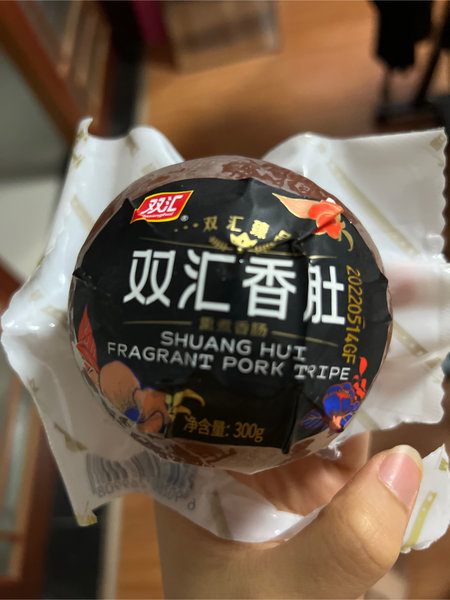 双汇
双汇臻品
双汇香肚
熏煮香肠
SHUANG HUI
FRAGRANT PORK TRIPE
净含量: 300g
20220514GF